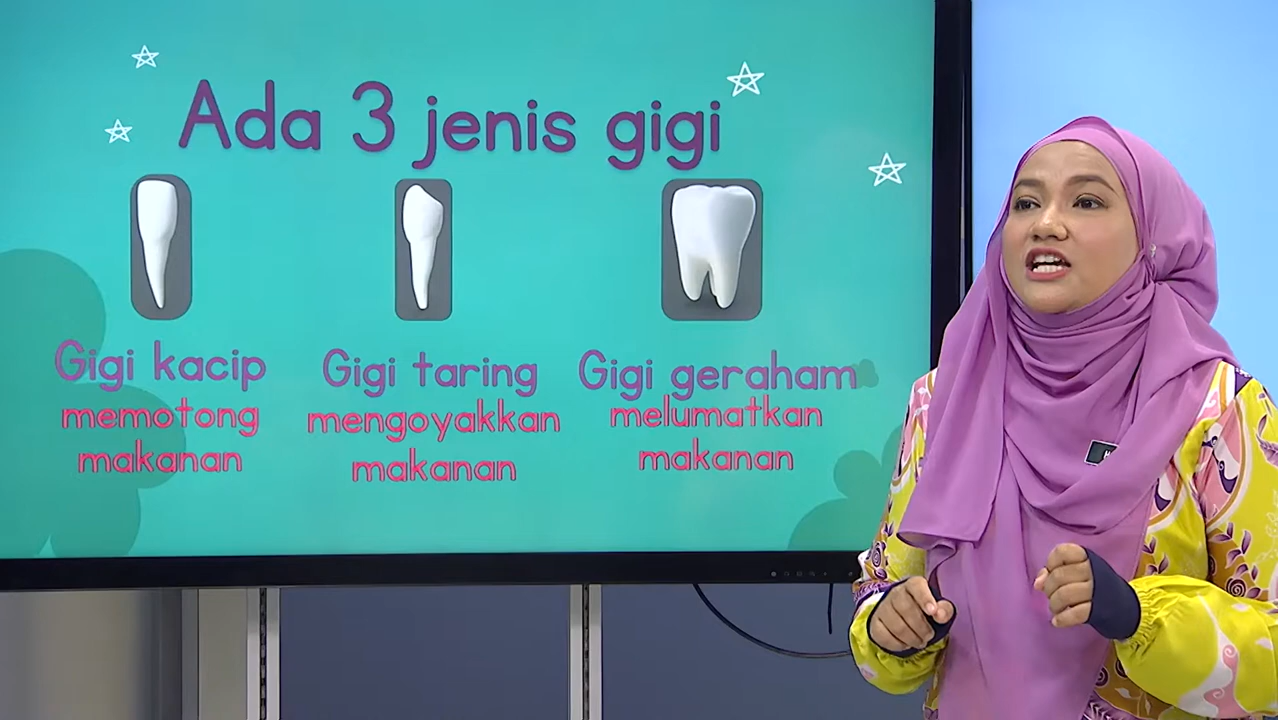 Ada 3 jenis gigi
Gigi kacip
memotong
makanan
Gigi taring
mengoyakkan
makanan
Gigi geraham
melumatkan
makanan